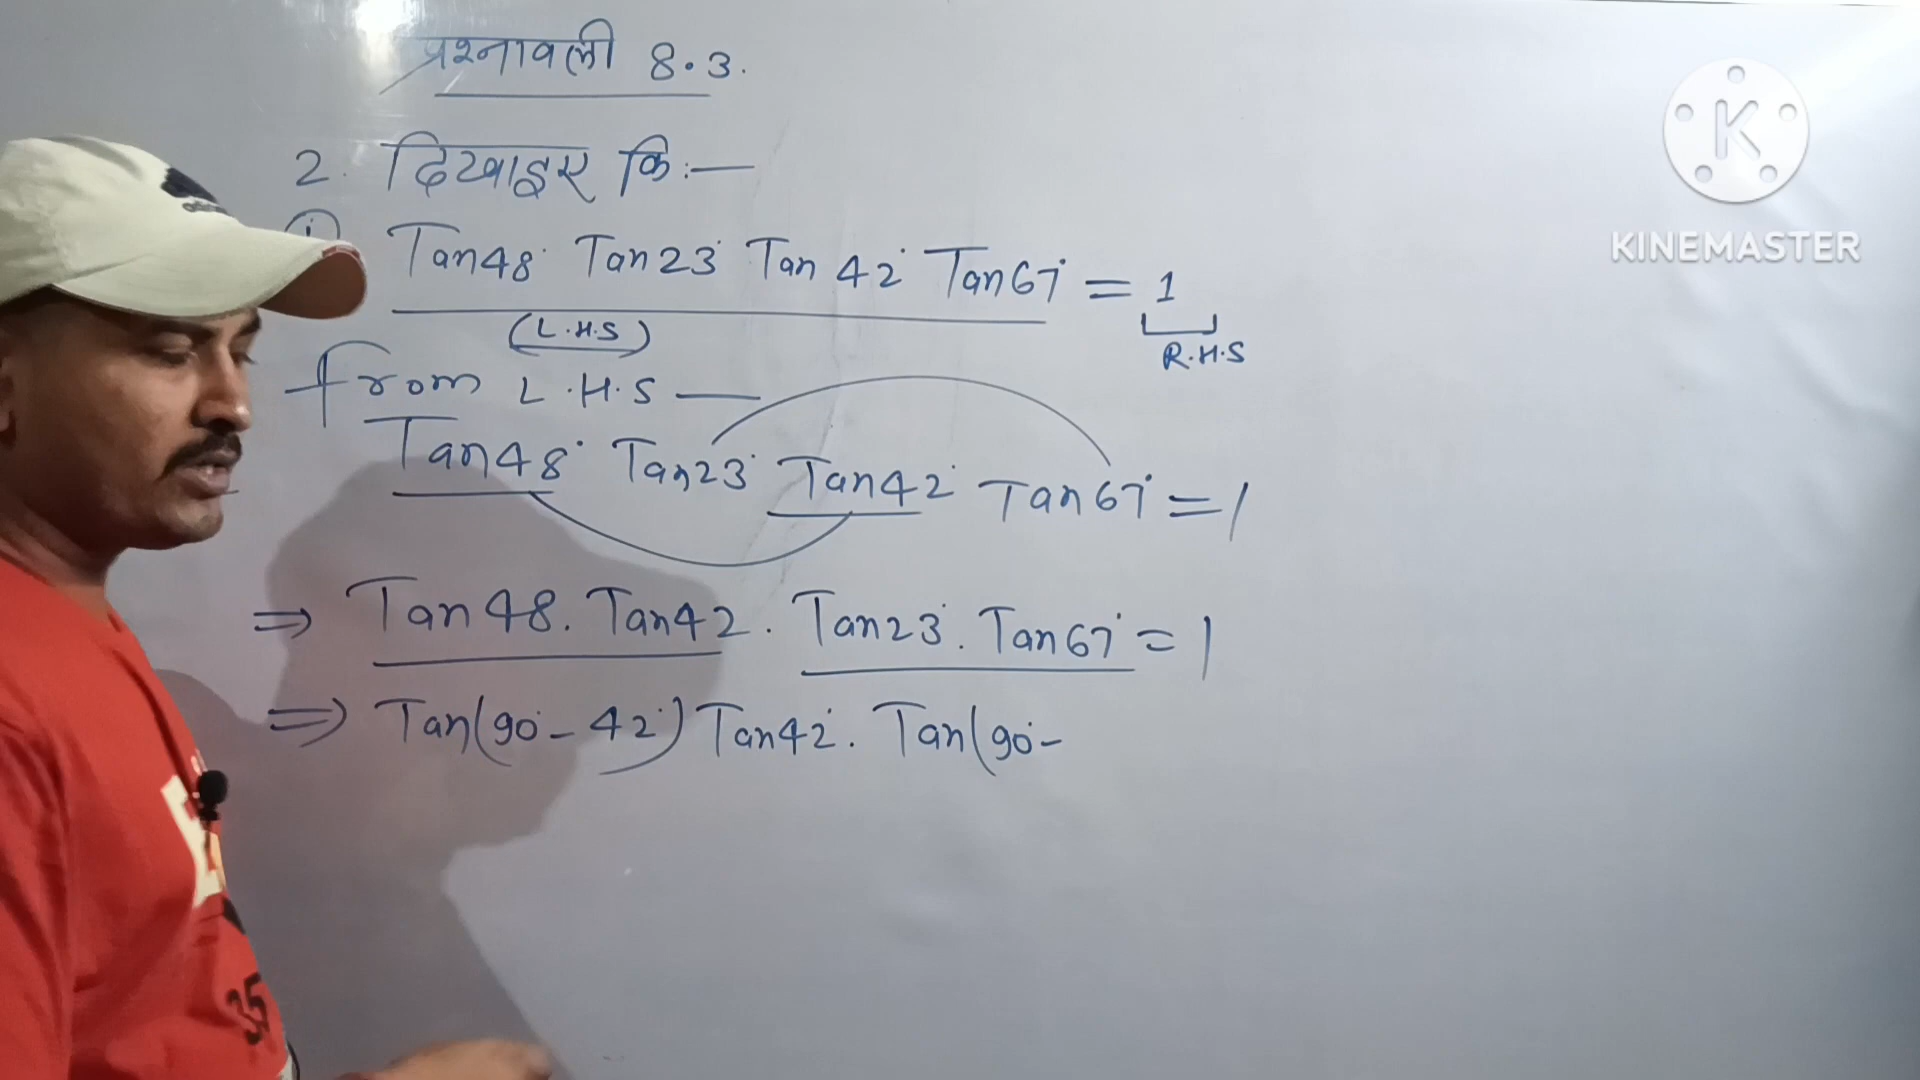 प्रश्नावली 8.3.
2. दिखाइए कि:—
(i) Tan48° Tan23° Tan 42° Tan67° = 1
(L.H.S)
R.H.S
from L.H.S —
Tan48° Tan23° Tan42° Tan67° = 1
⇒ Tan48. Tan42°. Tan23°. Tan67° = 1
⇒ Tan(90°-42°) Tan42°. Tan(90°-
K
KINEMASTER
35